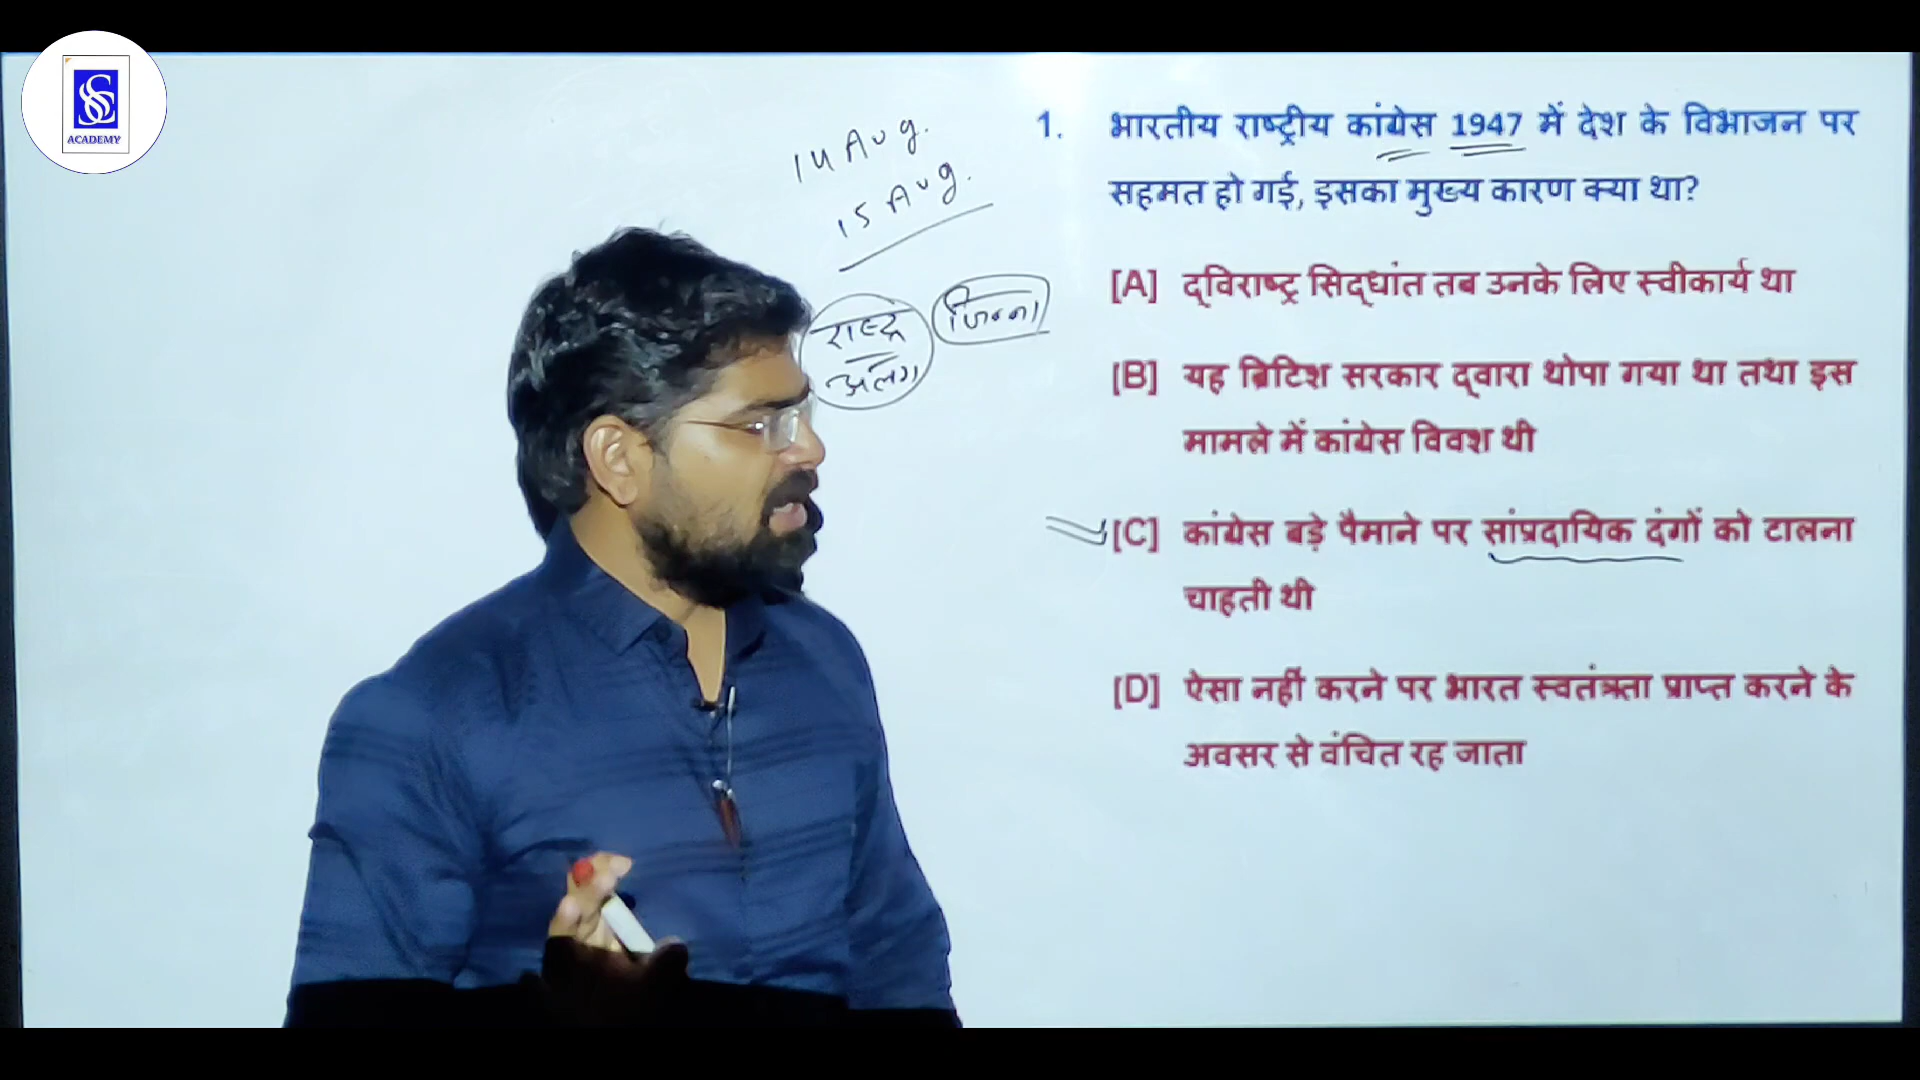 SSC
ACADEMY
14 Aug.
15 Aug.
राष्ट्र
अलग
जिन्ना
1. भारतीय राष्ट्रीय कांग्रेस 1947 में देश के विभाजन पर
सहमत हो गई, इसका मुख्य कारण क्या था?
[A] द्विराष्ट्र सिद्धांत तब उनके लिए स्वीकार्य था
[B] यह ब्रिटिश सरकार द्वारा थोपा गया था तथा इस
मामले में कांग्रेस विवश थी
[C] कांग्रेस बड़े पैमाने पर सांप्रदायिक दंगों को टालना
चाहती थी
[D] ऐसा नहीं करने पर भारत स्वतंत्रता प्राप्त करने के
अवसर से वंचित रह जाता